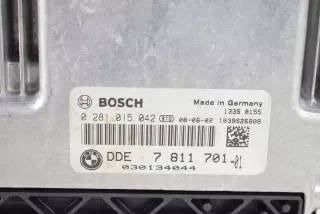 BOSCH
Made in Germany
1335 0155
0 281 015 042 010 08-06-02 1039S26808
DDE 7 811 701-01
030134044